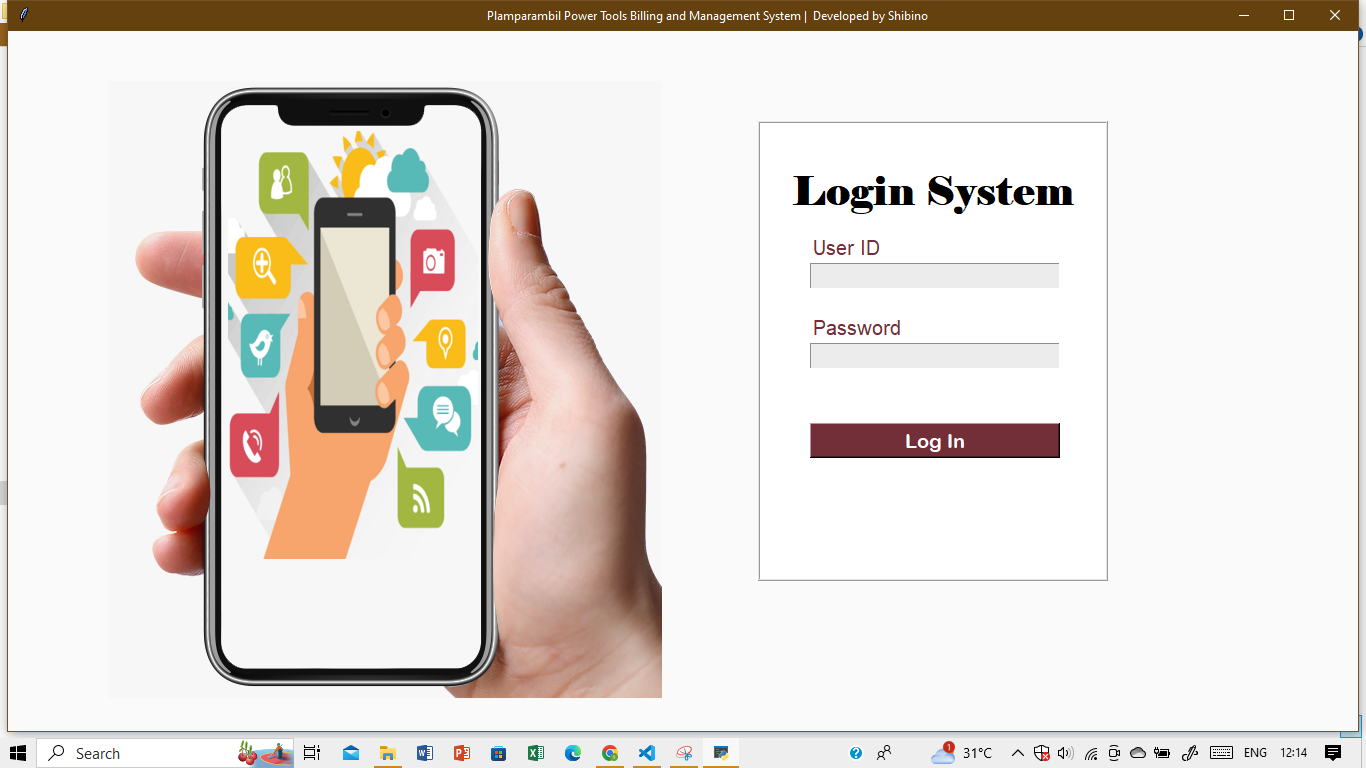 Plamparambil Power Tools Billing and Management System | Developed by Shibino
Login System
User ID
Password
Log In
Search
1
31°C
ENG
12:14